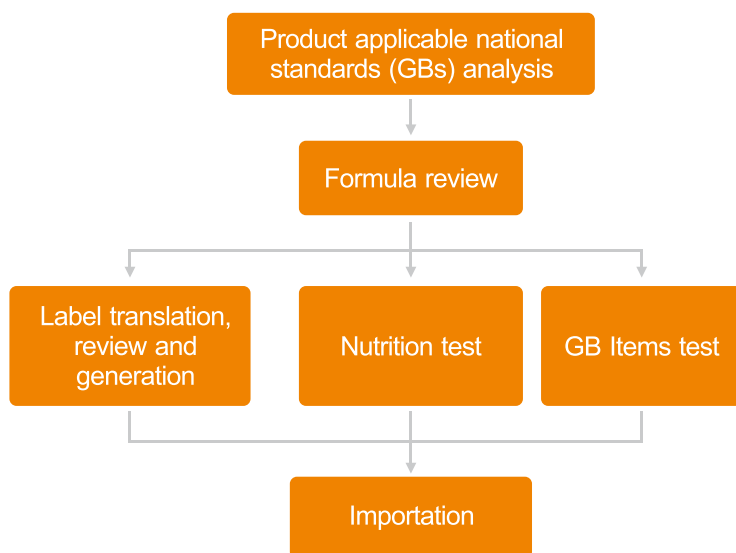 Product applicable national
standards (GBs) analysis
Formula review
Label translation,
review and
generation
Nutrition test
GB Items test
Importation